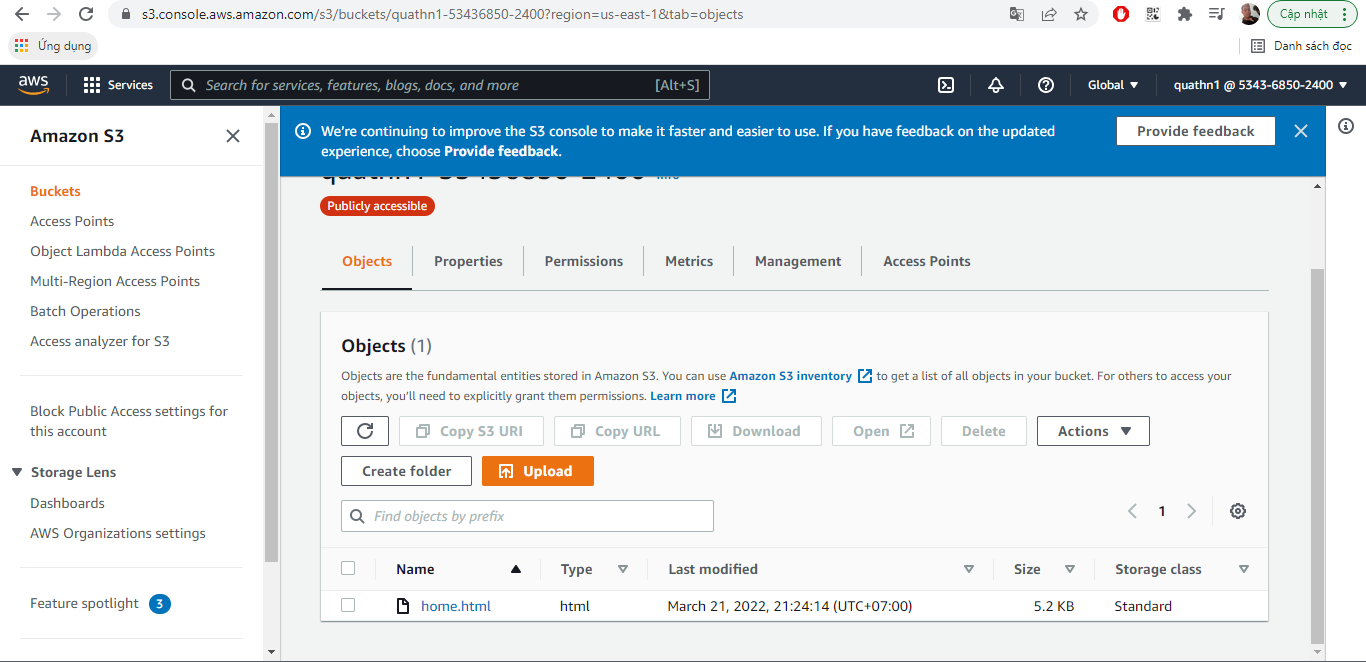 s3.console.aws.amazon.com/s3/buckets/quathn1-53436850-2400?region=us-east-1&tab=objects
Cập nhật
Ứng dụng
Danh sách đọc
aws
Services
Search for services, features, blogs, docs, and more
[Alt+S]
Global
quathn1 @ 5343-6850-2400
Amazon S3
Buckets
Access Points
Object Lambda Access Points
Multi-Region Access Points
Batch Operations
Access analyzer for S3
Block Public Access settings for
this account
Storage Lens
Dashboards
AWS Organizations settings
Feature spotlight 3
We're continuing to improve the S3 console to make it faster and easier to use. If you have feedback on the updated
experience, choose Provide feedback.
Provide feedback
quathn1-53436850-2400 Info
Publicly accessible
Objects
Properties
Permissions
Metrics
Management
Access Points
Objects (1)
Objects are the fundamental entities stored in Amazon S3. You can use Amazon S3 inventory to get a list of all objects in your bucket. For others to access your
objects, you'll need to explicitly grant them permissions. Learn more
Copy S3 URI
Copy URL
Download
Open
Delete
Actions
Create folder
Upload
Find objects by prefix
1
Name
Type
Last modified
Size
Storage class
home.html
html
March 21, 2022, 21:24:14 (UTC+07:00)
5.2 KB
Standard